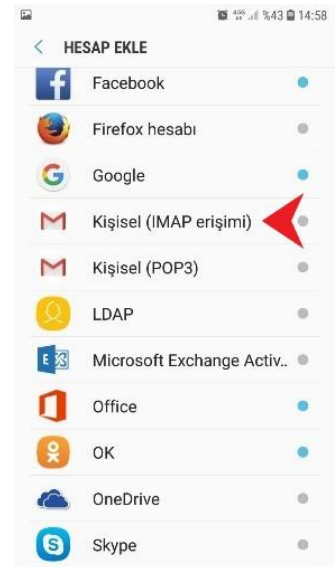 %43 14:58
HESAP EKLE
Facebook
Firefox hesabı
Google
Kişisel (IMAP erişimi)
Kişisel (POP3)
LDAP
Microsoft Exchange Activ..
Office
OK
OneDrive
Skype